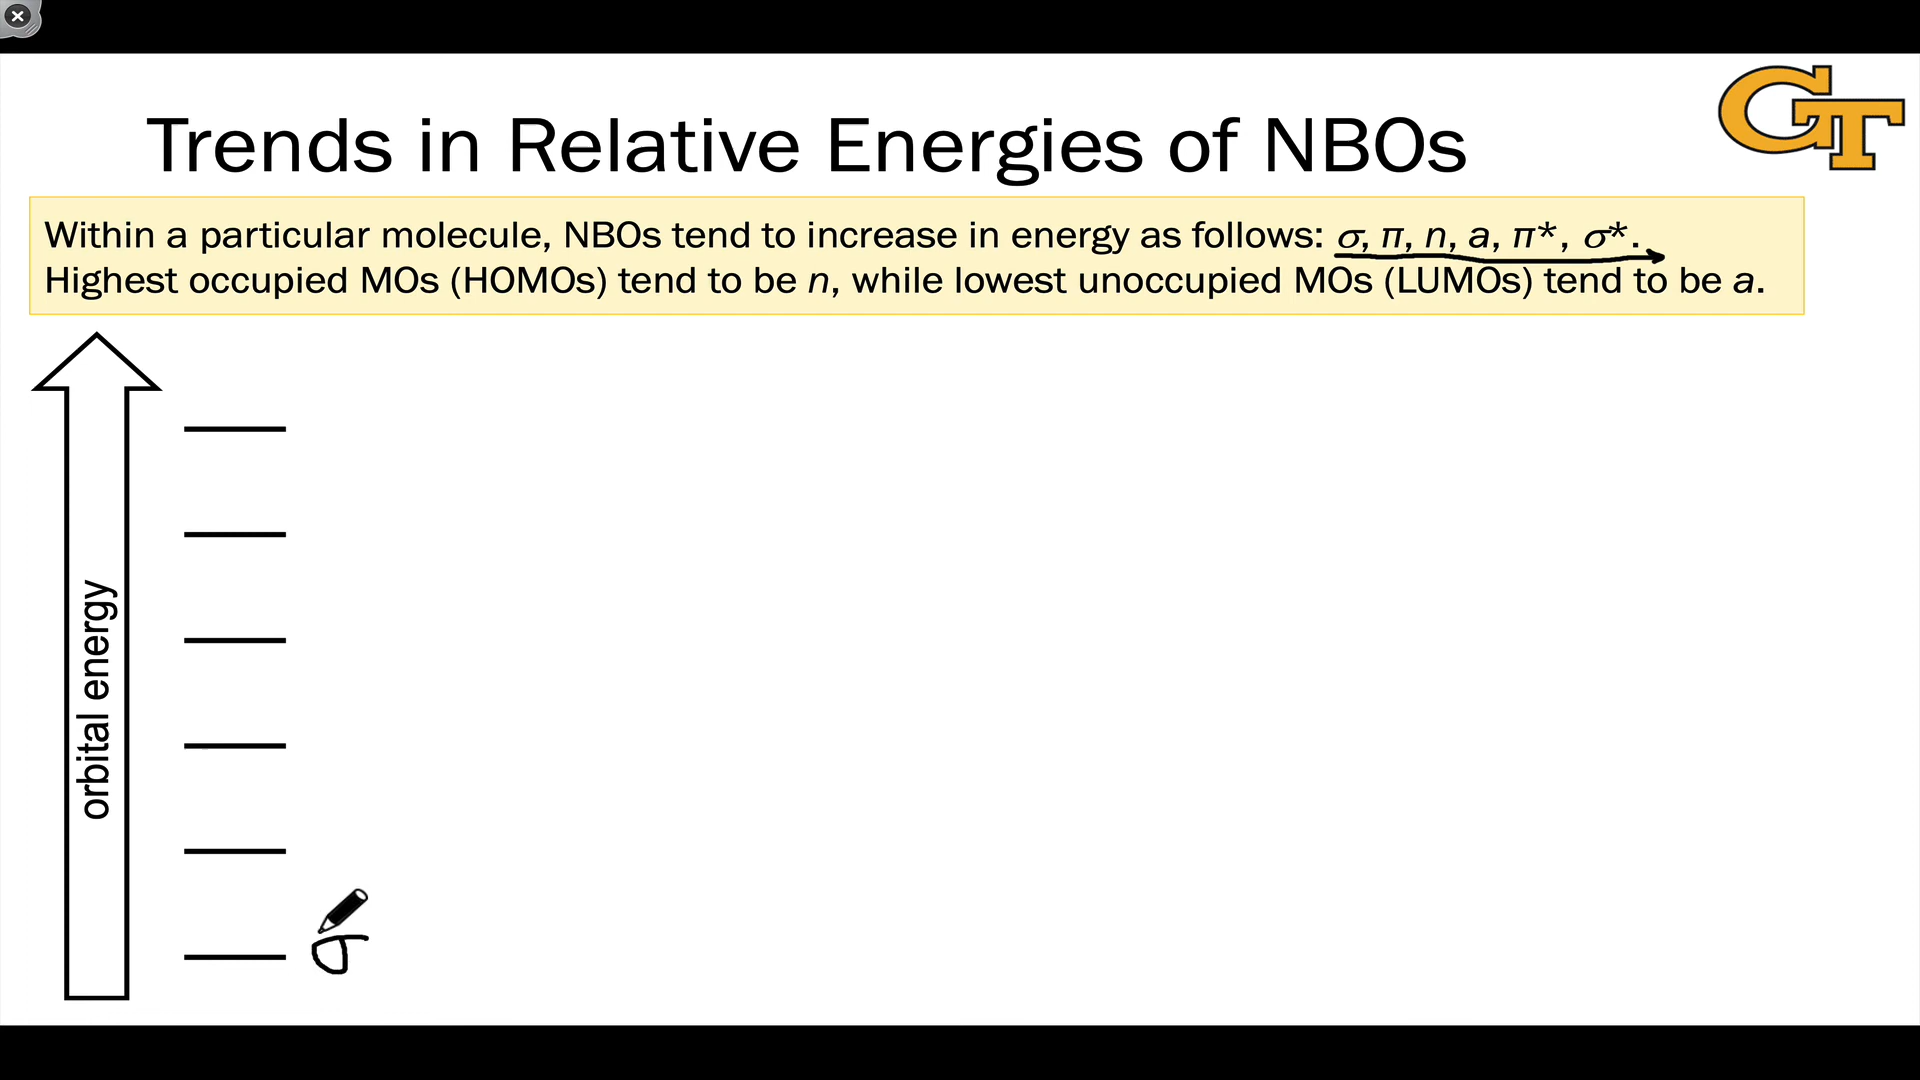 GT
Trends in Relative Energies of NBOs
Within a particular molecule, NBOs tend to increase in energy as follows: σ, π, n, a, π*, σ*.
Highest occupied MOs (HOMOs) tend to be n, while lowest unoccupied MOs (LUMOs) tend to be a.
orbital energy
σ